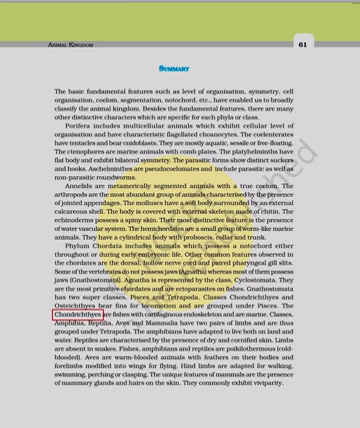 ANIMAL KINGDOM
61
SUMMARY
The basic fundamental features such as level of organisation, symmetry, cell
organisation, coelom, segmentation, notochord, etc., have enabled us to broadly
classify the animal kingdom. Besides the fundamental features, there are many
other distinctive characters which are specific for each phyla or class.
Porifera includes multicellular animals which exhibit cellular level of
organisation and have characteristic flagellated choanocytes. The coelenterates
have tentacles and bear cnidoblasts. They are mostly aquatic, sessile or free-floating.
The ctenophores are marine animals with comb plates. The platyhelminths have
flat body and exhibit bilateral symmetry. The parasitic forms show distinct suckers
and hooks. Aschelminthes are pseudocoelomates and include parasitic as well as
non-parasitic roundworms.
Annelids are metamerically segmented animals with a true coelom. The
arthropods are the most abundant group of animals characterised by the presence
of jointed appendages. The molluscs have a soft body surrounded by an external
calcareous shell. The body is covered with external skeleton made of chitin. The
echinoderms possess a spiny skin. Their most distinctive feature is the presence
of water vascular system. The hemichordates are a small group of worm-like marine
animals. They have a cylindrical body with proboscis, collar and trunk.
Phylum Chordata includes animals which possess a notochord either
throughout or during early embryonic life. Other common features observed in
the chordates are the dorsal, hollow nerve cord and paired pharyngeal gill slits.
Some of the vertebrates do not possess jaws (Agnatha) whereas most of them possess
jaws (Gnathostomata). Agnatha is represented by the class, Cyclostomata. They
are the most primitive chordates and are ectoparasites on fishes. Gnathostomata
has two super classes, Pisces and Tetrapoda. Classes Chondrichthyes and
Osteichthyes bear fins for locomotion and are grouped under Pisces. The
Chondrichthyes are fishes with cartilaginous endoskeleton and are marine. Classes,
Amphibia, Reptilia, Aves and Mammalia have two pairs of limbs and are thus
grouped under Tetrapoda. The amphibians have adapted to live both on land and
water. Reptiles are characterised by the presence of dry and cornified skin. Limbs
are absent in snakes. Fishes, amphibians and reptiles are poikilothermous (cold-
blooded). Aves are warm-blooded animals with feathers on their bodies and
forelimbs modified into wings for flying. Hind limbs are adapted for walking,
swimming, perching or clasping. The unique features of mammals are the presence
of mammary glands and hairs on the skin. They commonly exhibit viviparity.